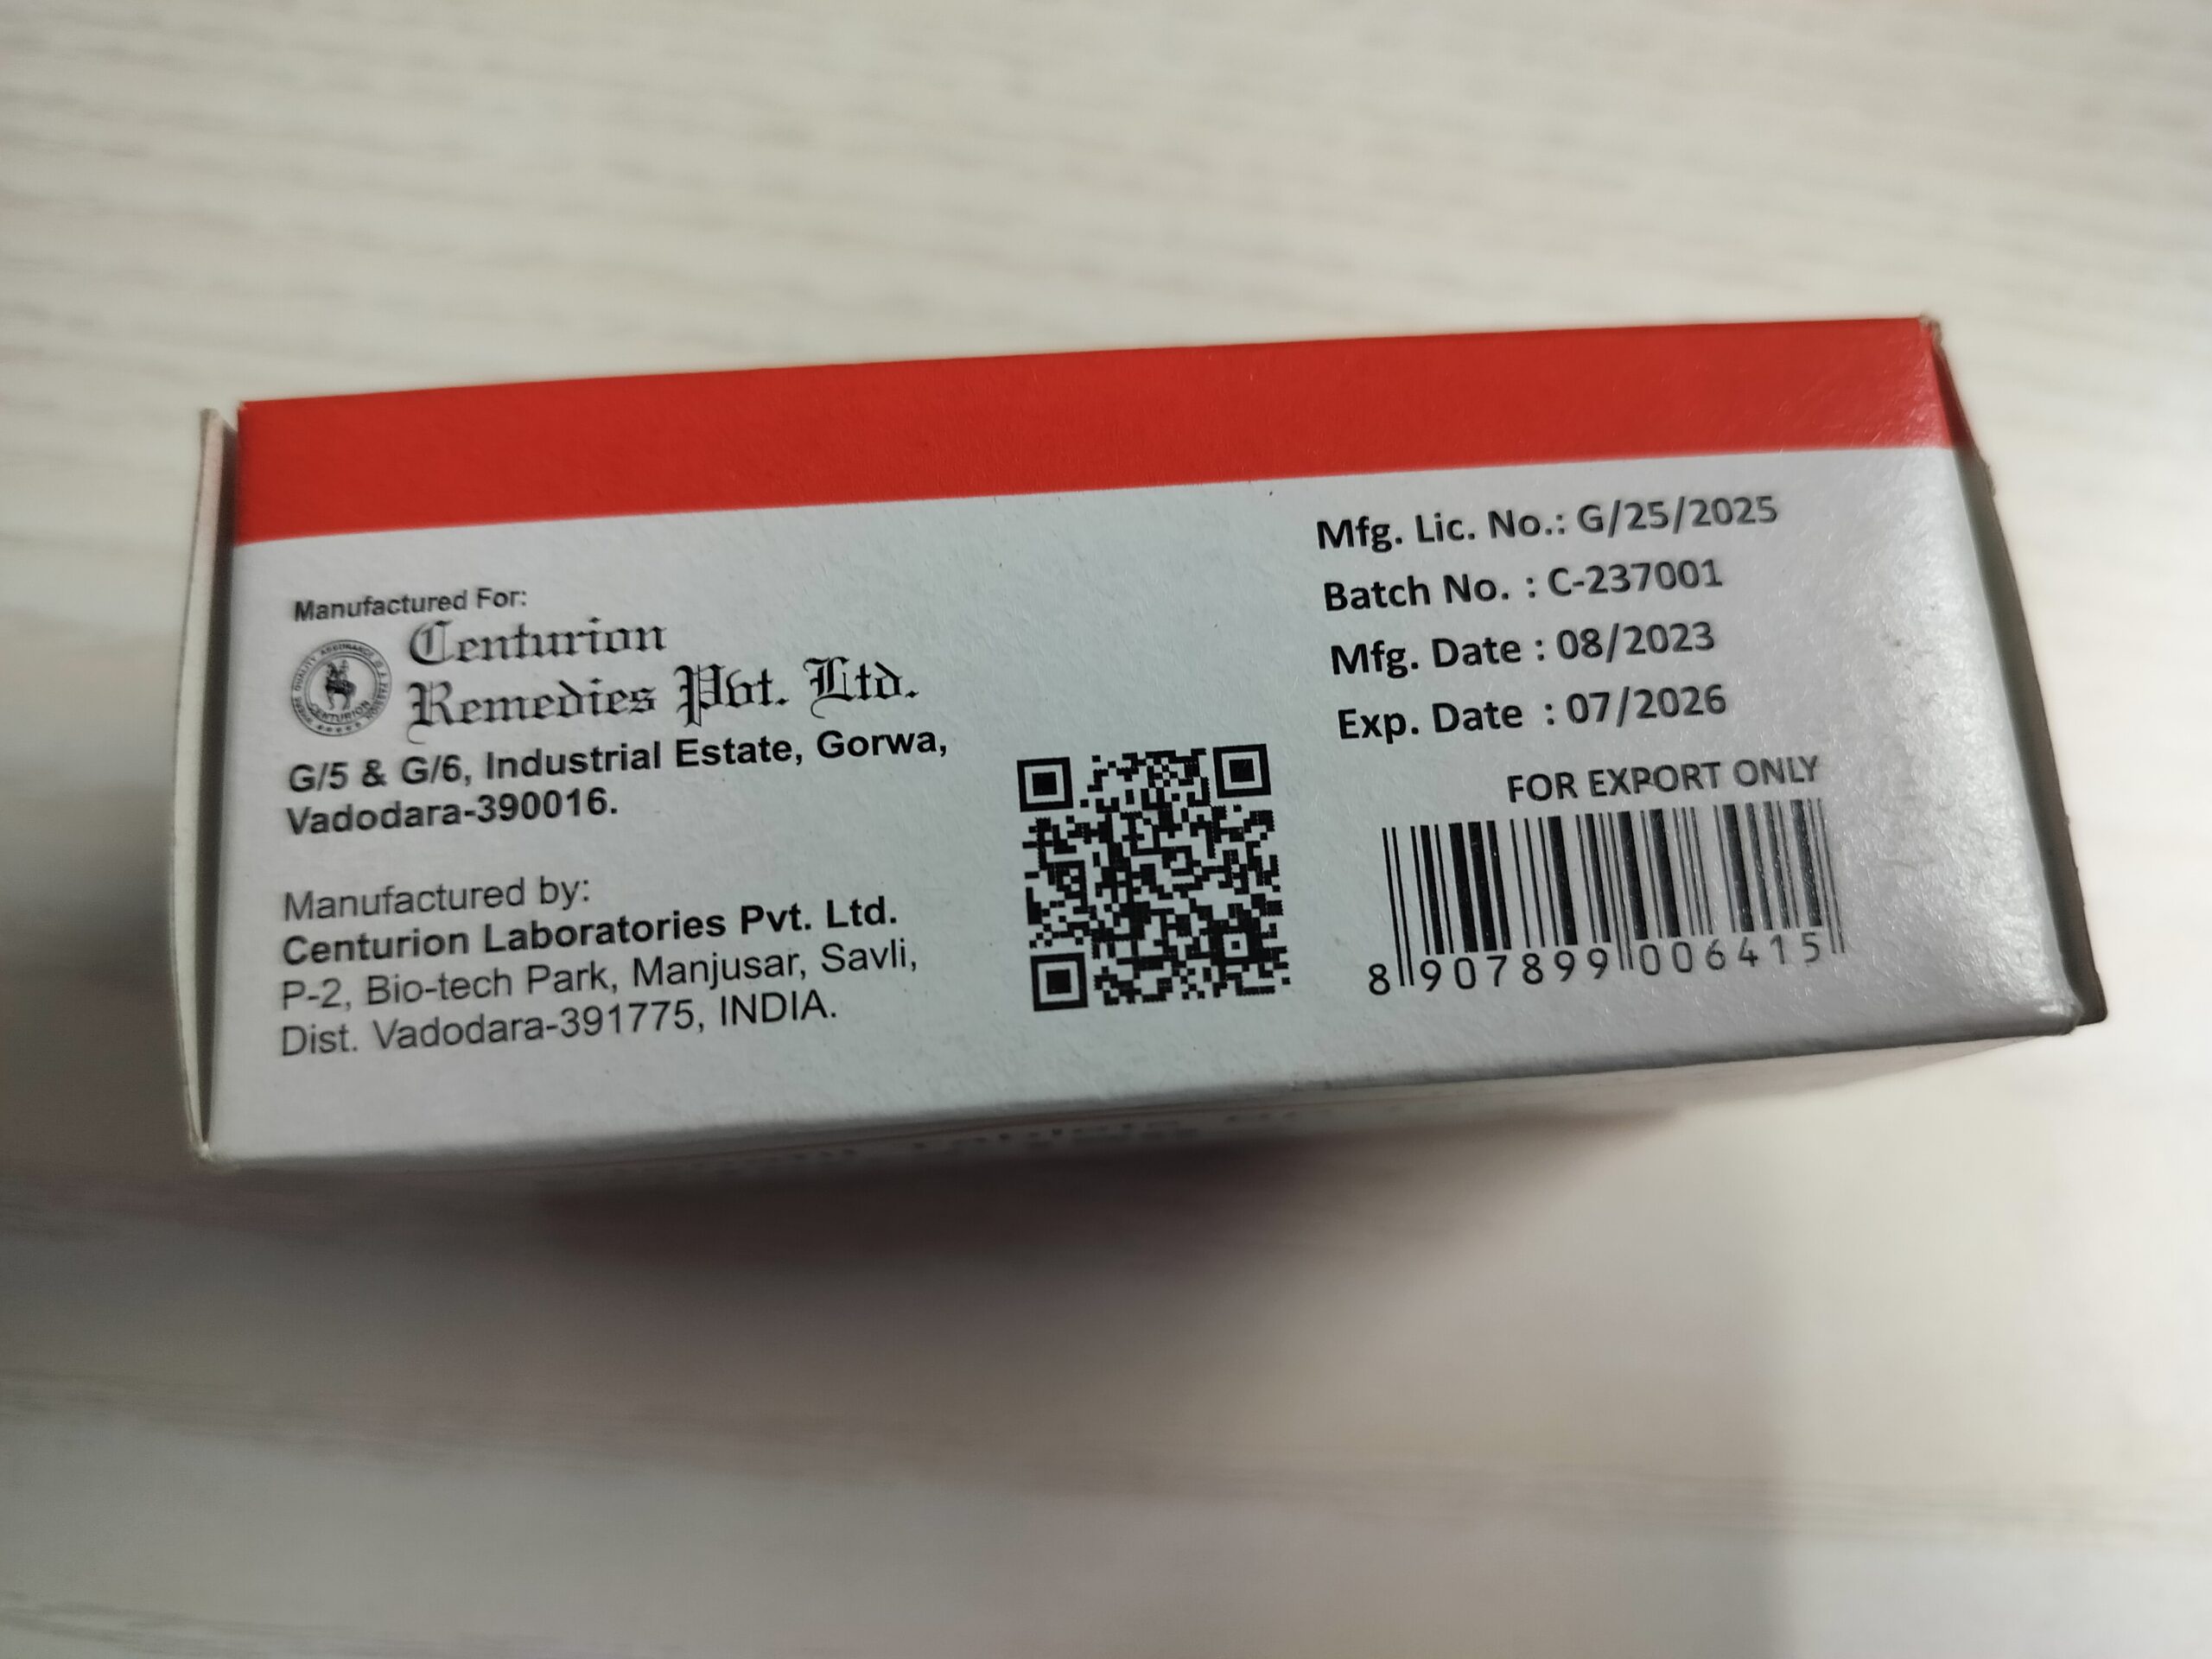 Manufactured For:
Centurion
Remedies Pvt. Ltd.
G/5 & G/6, Industrial Estate, Gorwa,
Vadodara-390016.
Manufactured by:
Centurion Laboratories Pvt. Ltd.
P-2, Bio-tech Park, Manjusar, Savli,
Dist. Vadodara-391775, INDIA.
Mfg. Lic. No.: G/25/2025
Batch No. : C-237001
Mfg. Date : 08/2023
Exp. Date : 07/2026
FOR EXPORT ONLY
8 907899 006415
CENTURION